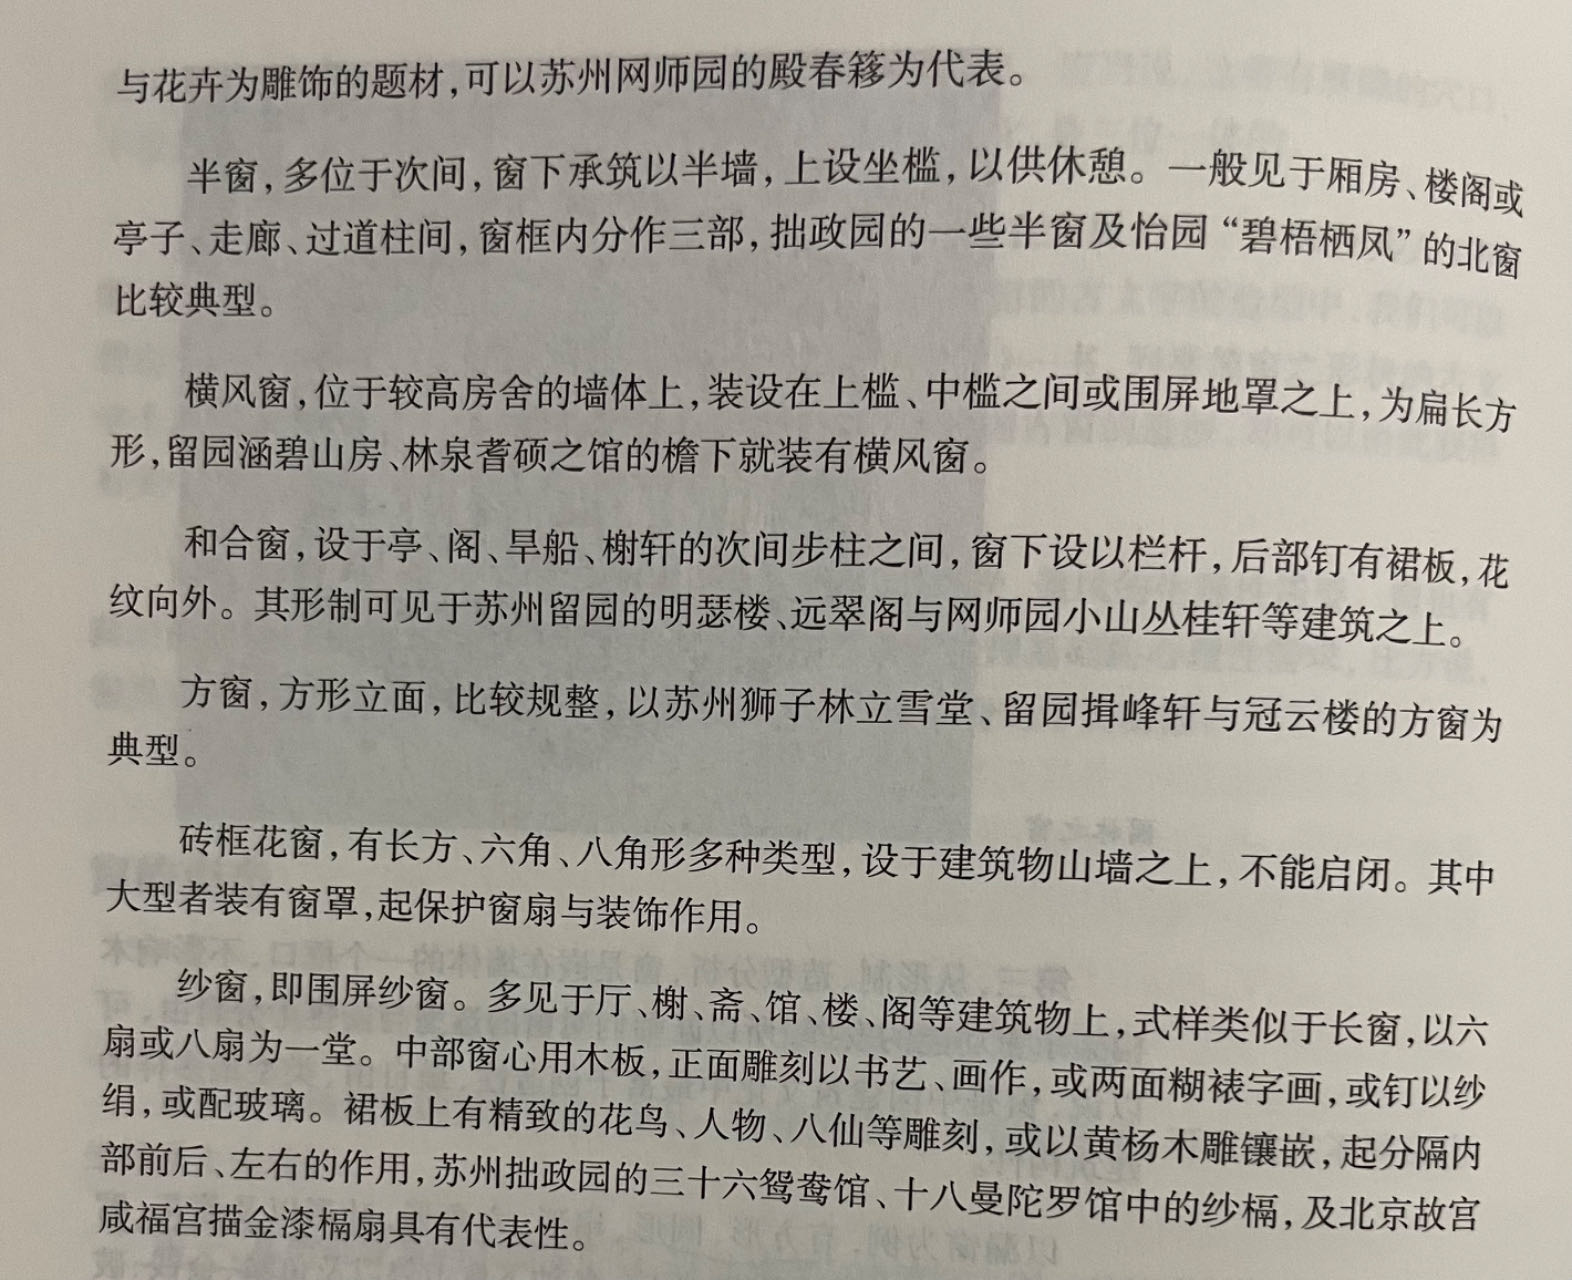 与花卉为雕饰的题材,可以苏州网师园的殿春簃为代表。
半窗,多位于次间,窗下承筑以半墙,上设坐槛,以供休憩。一般见于厢房、楼阁或
亭子、走廊、过道柱间,窗框内分作三部,拙政园的一些半窗及怡园“碧梧栖凤”的北窗
比较典型。
横风窗,位于较高房舍的墙体上,装设在上槛、中槛之间或围屏地罩之上,为扁长方
形,留园涵碧山房、林泉耆硕之馆的檐下就装有横风窗。
和合窗,设于亭、阁、旱船、榭轩的次间步柱之间,窗下设以栏杆,后部钉有裙板,花
纹向外。其形制可见于苏州留园的明瑟楼、远翠阁与网师园小山丛桂轩等建筑之上。
方窗,方形立面,比较规整,以苏州狮子林立雪堂、留园揖峰轩与冠云楼的方窗为
典型。
砖框花窗,有长方、六角、八角形多种类型,设于建筑物山墙之上,不能启闭。其中
大型者装有窗罩,起保护窗扇与装饰作用。
纱窗,即围屏纱窗。多见于厅、榭、斋、馆、楼、阁等建筑物上,式样类似于长窗,以六
扇或八扇为一堂。中部窗心用木板,正面雕刻以书艺、画作,或两面糊裱字画,或钉以纱
绢,或配玻璃。裙板上有精致的花鸟、人物、八仙等雕刻,或以黄杨木雕镶嵌,起分隔内
部前后、左右的作用,苏州拙政园的三十六鸳鸯馆、十八曼陀罗馆中的纱槅,及北京故宫
咸福宫描金漆槅扇具有代表性。